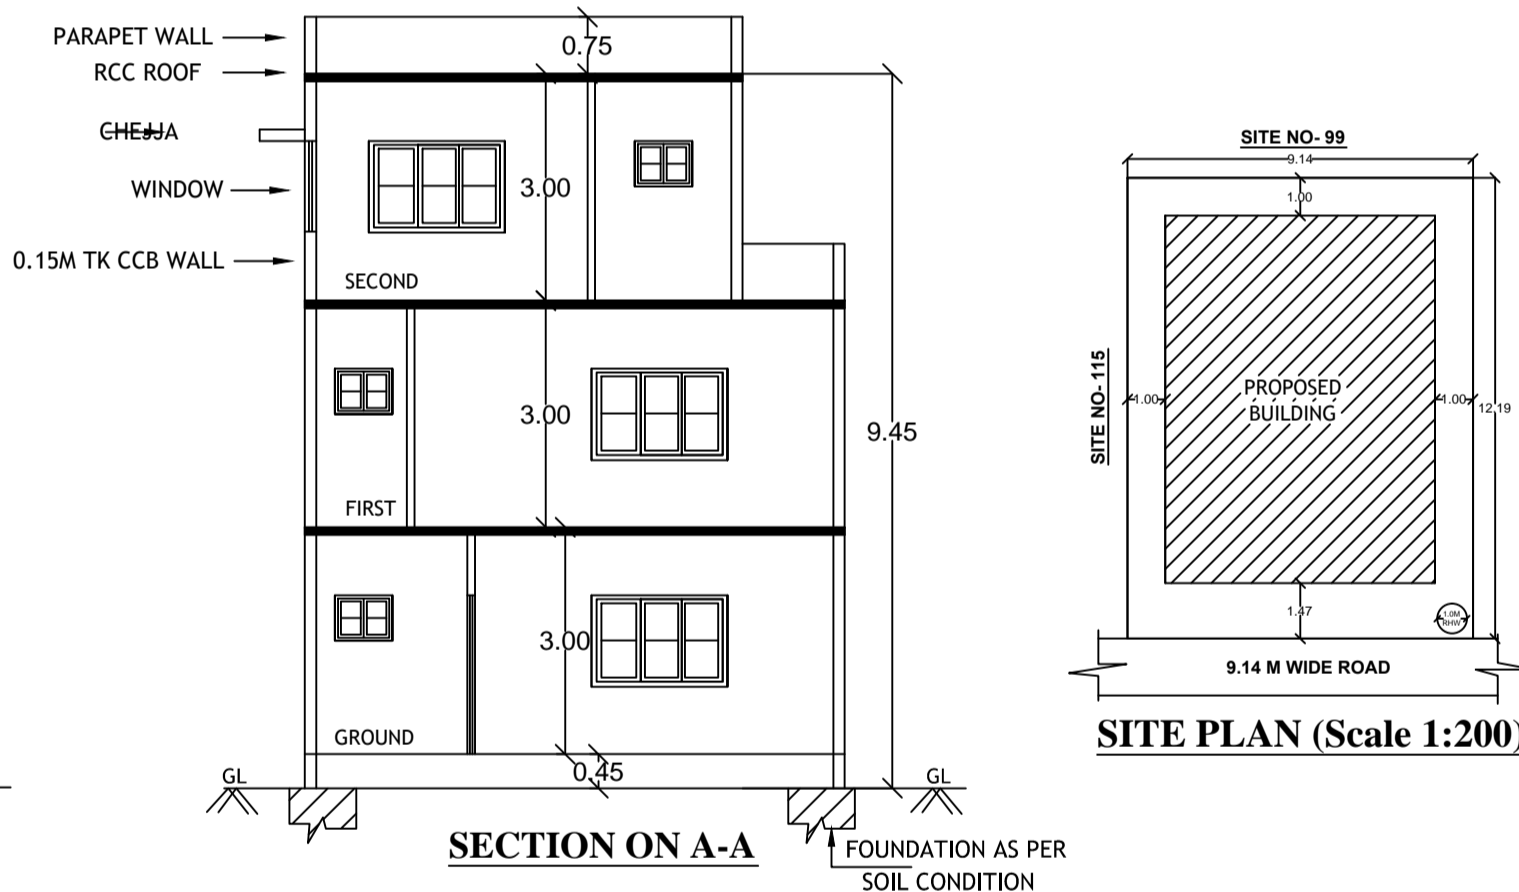 PARAPET WALL
0.75
RCC ROOF
CHEJJA
WINDOW
3.00
0.15M TK CCB WALL
SECOND
3.00
9.45
FIRST
3.00
GROUND
0.45
GL
GL
SECTION ON A-A
FOUNDATION AS PER
SOIL CONDITION
SITE NO- 99
9.14
1.00
SITE NO- 115
1.00
PROPOSED
BUILDING
1.00
12.19
1.47
1.0M
RHW
9.14 M WIDE ROAD
SITE PLAN (Scale 1:200)